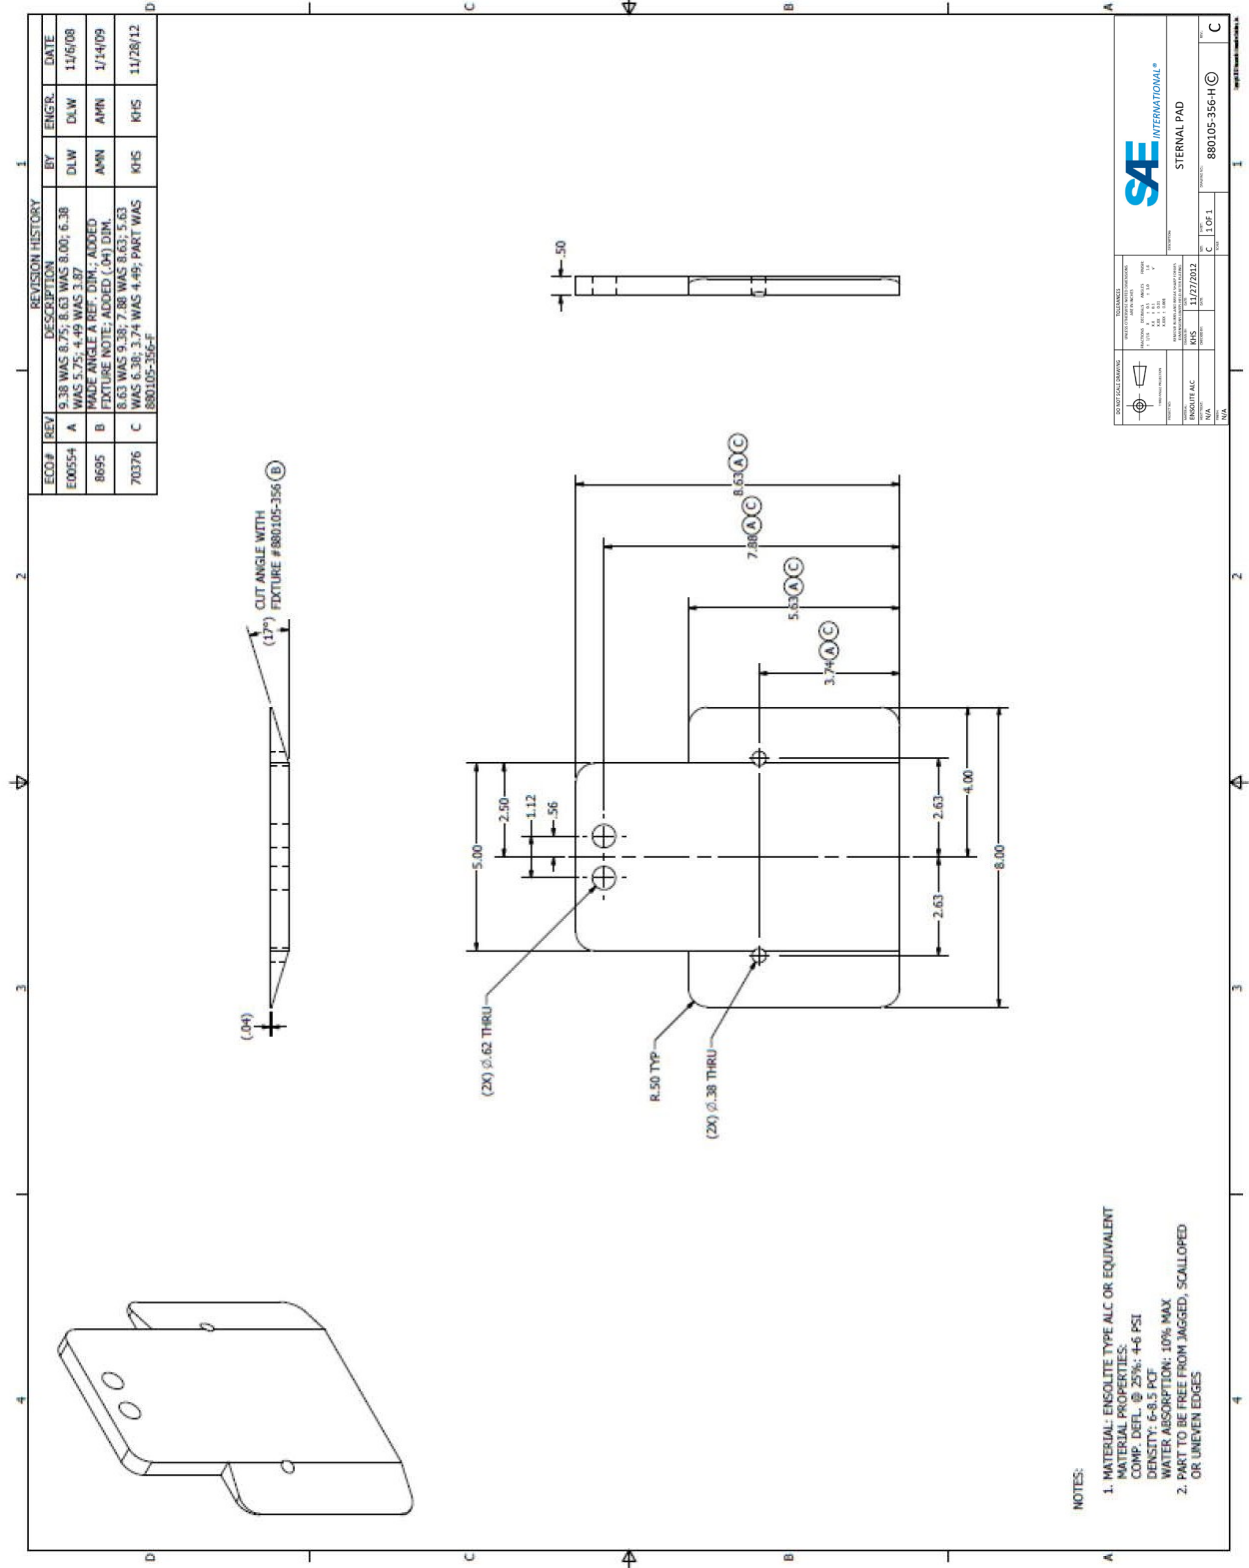 REVISION HISTORY
ECO# REV DESCRIPTION BY ENG'R. DATE
E00554 A 9.38 WAS 8.75; 8.63 WAS 8.00; 6.38 DLW DLW 11/6/08
WAS 5.75; 4.49 WAS 3.87
8695 B MADE ANGLE A REF. DIM.; ADDED AMN AMN 1/14/09
FIXTURE NOTE; ADDED (.04) DIM.
70376 C 8.63 WAS 9.38; 7.88 WAS 8.63; 5.63 KHS KHS 11/28/12
WAS 6.38; 3.74 WAS 4.49; PART WAS
880105-356-F
4 3 2 1
D
C
B
A
(.04)
(17°)
CUT ANGLE WITH
FIXTURE #880105-356 B
5.00
2.50
1.12
.56
(2X) Ø.62 THRU
R.50 TYP
(2X) Ø.38 THRU
8.63 A C
7.88 A C
5.63 A C
3.74 A C
.50
2.63 2.63
4.00
8.00
NOTES:
1. MATERIAL: ENSOLITE TYPE ALC OR EQUIVALENT
MATERIAL PROPERTIES:
COMP. DEFL. @ 25%: 4-6 PSI
DENSITY: 6-8.5 PCF
WATER ABSORPTION: 10% MAX
2. PART TO BE FREE FROM JAGGED, SCALLOPED
OR UNEVEN EDGES
DO NOT SCALE DRAWING
TOLERANCES
SAE INTERNATIONAL®
STERNAL PAD
ENSOLITE ALC
KHS 11/27/2012
N/A
N/A
C 1 OF 1
880105-356-H C
C
4 3 2 1
D
C
B
A